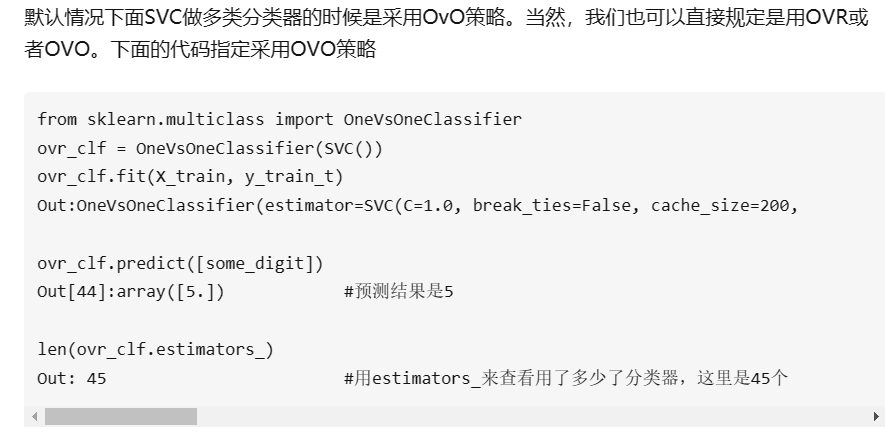 默认情况下面SVC做多类分类器的时候是采用OvO策略。当然，我们也可以直接规定是用OVR或
者OVO。下面的代码指定采用OVO策略
from sklearn.multiclass import OneVsOneClassifier
ovr_clf = OneVsOneClassifier(SVC())
ovr_clf.fit(X_train, y_train_t)
Out:OneVsOneClassifier(estimator=SVC(C=1.0, break_ties=False, cache_size=200,
ovr_clf.predict([some_digit])
Out[44]:array([5.])            #预测结果是5
len(ovr_clf.estimators_)
Out: 45                        #用estimators_来查看用了多少了分类器，这里是45个